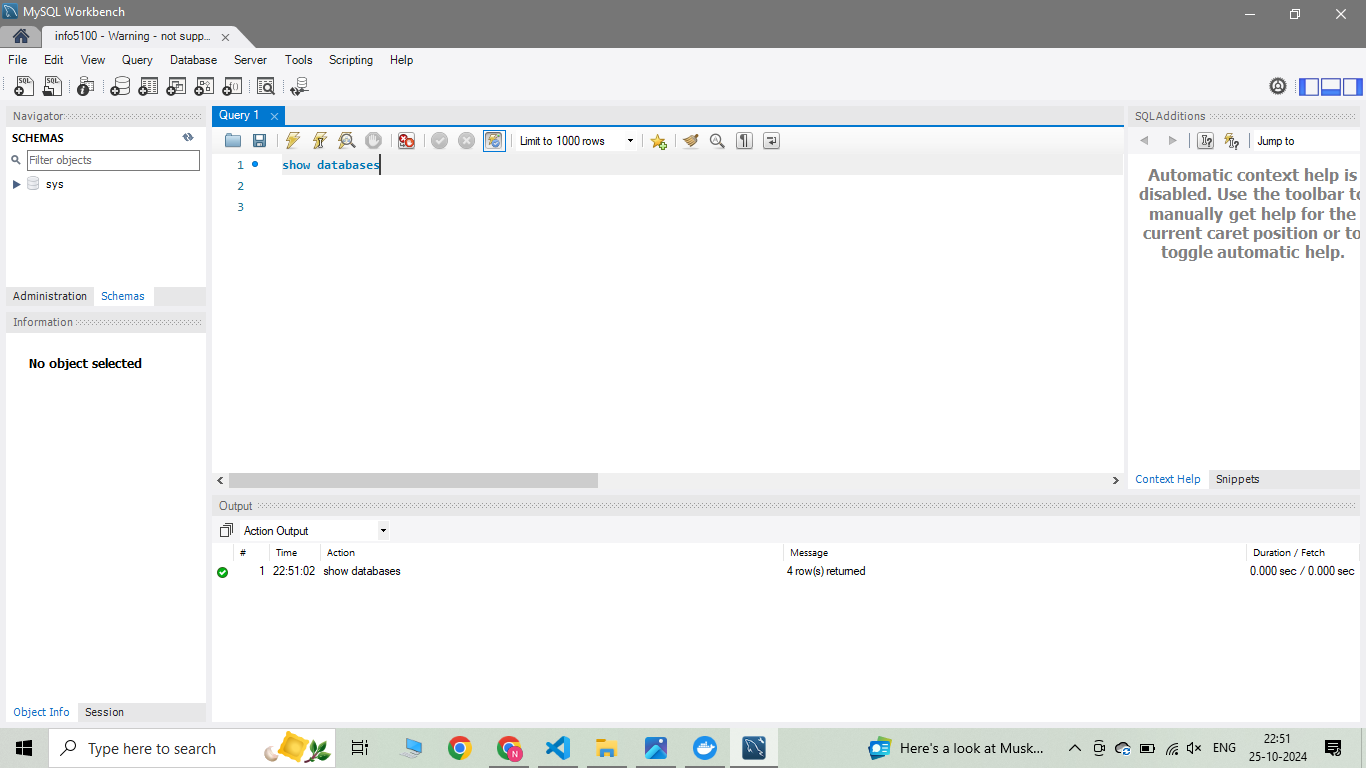 MySQL Workbench
info5100 - Warning - not supp...
File Edit View Query Database Server Tools Scripting Help
Navigator
SCHEMAS
Filter objects
sys
Administration Schemas
Information
No object selected
Object Info Session
Query 1
Limit to 1000 rows
1 show databases
2
3
SQLAdditions
Jump to
Automatic context help is
disabled. Use the toolbar to
manually get help for the
current caret position or to
toggle automatic help.
Context Help Snippets
Output
Action Output
# Time Action Message Duration / Fetch
1 22:51:02 show databases 4 row(s) returned 0.000 sec / 0.000 sec
Type here to search
Here's a look at Musk...
ENG
22:51
25-10-2024